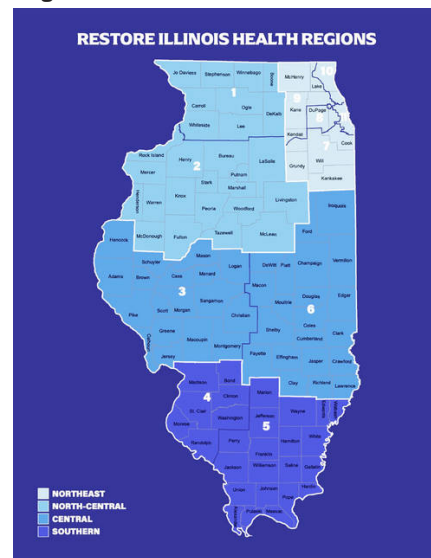 RESTORE ILLINOIS HEALTH REGIONS
10
Jo Daviess Stephenson Winnebago Boone McHenry Lake
1 9
Carroll Ogle DeKalb Kane DuPage
8
Whiteside Lee Kendall Cook
7
Rock Island Henry Bureau LaSalle Grundy Will
2
Mercer Putnam Kankakee
Stark Marshall
Henderson Warren Knox Peoria Woodford Livingston Iroquois
McDonough Fulton Tazewell McLean Ford
Hancock Mason
Schuyler Logan DeWitt Piatt Champaign Vermilion
Adams Brown Cass Menard Macon
3 Sangamon Douglas Edgar
6
Pike Scott Morgan Christian Moultrie Coles
Greene Shelby Cumberland Clark
Calhoun Macoupin Montgomery Fayette Effingham Jasper Crawford
Jersey Clay Richland Lawrence
Madison Bond Marion
4 Clinton Wayne
St. Clair Washington Jefferson
5
Monroe Hamilton White
Randolph Perry Franklin
Jackson Williamson Saline Gallatin
Union Johnson Pope Hardin
Pulaski Massac
NORTHEAST
NORTH-CENTRAL
CENTRAL
SOUTHERN